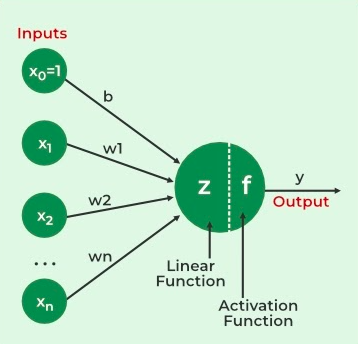 Inputs
x₀=1
b
x₁
w1
z
f
y
Output
w2
x₂
wn
...
xₙ
Linear
Function
Activation
Function